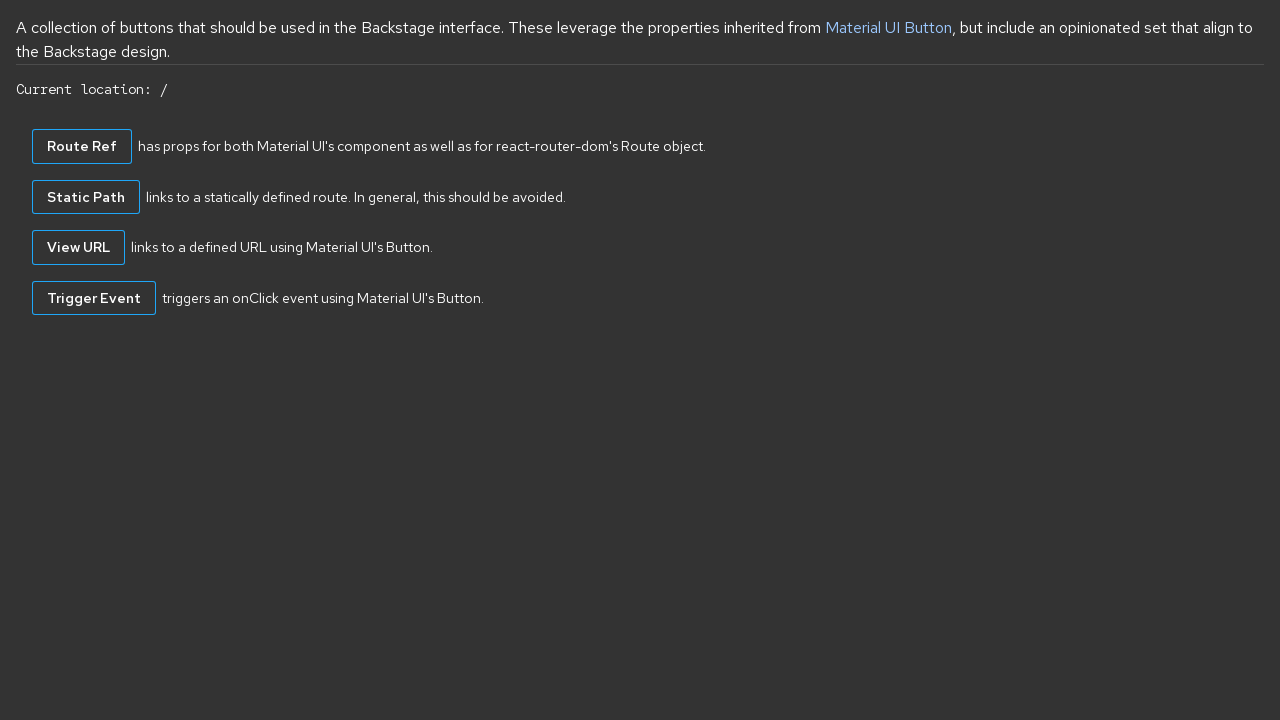 A collection of buttons that should be used in the Backstage interface. These leverage the properties inherited from Material UI Button, but include an opinionated set that align to
the Backstage design.
Current location: /
Route Ref has props for both Material UI's component as well as for react-router-dom's Route object.
Static Path links to a statically defined route. In general, this should be avoided.
View URL links to a defined URL using Material UI's Button.
Trigger Event triggers an onClick event using Material UI's Button.